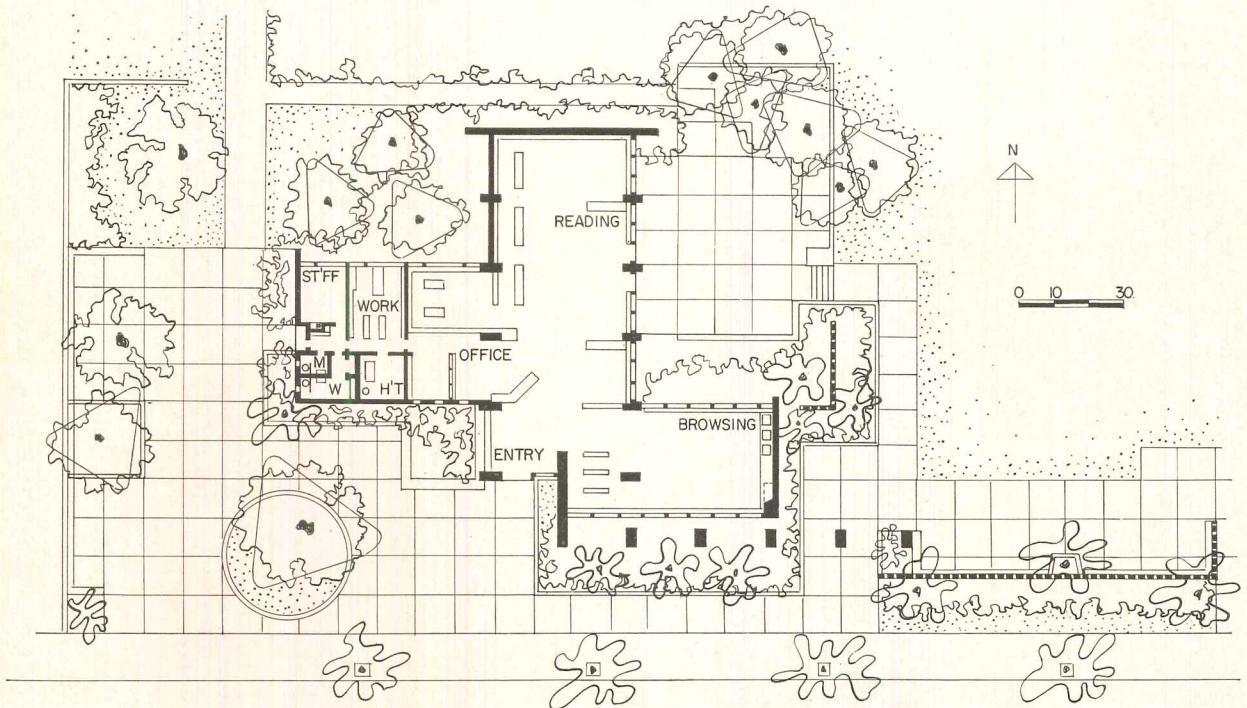 N
READING
0 10 30
ST'FF
WORK
OFFICE
M
W
H'T
BROWSING
ENTRY